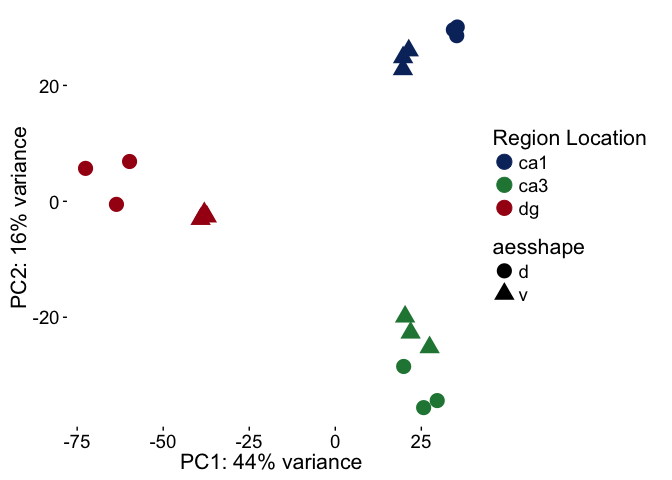 20
0
-20
PC2: 16% variance
-75
-50
-25
0
25
PC1: 44% variance
Region Location
ca1
ca3
dg
aesshape
d
v